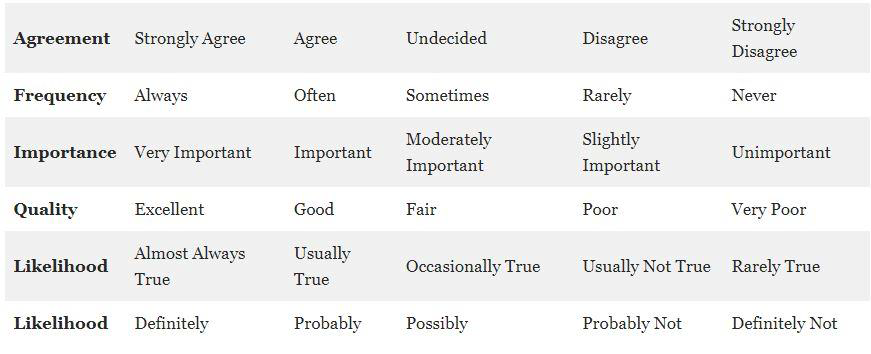 Agreement Strongly Agree Agree Undecided Disagree Strongly Disagree
Frequency Always Often Sometimes Rarely Never
Importance Very Important Important Moderately Important Slightly Important Unimportant
Quality Excellent Good Fair Poor Very Poor
Likelihood Almost Always True Usually True Occasionally True Usually Not True Rarely True
Likelihood Definitely Probably Possibly Probably Not Definitely Not